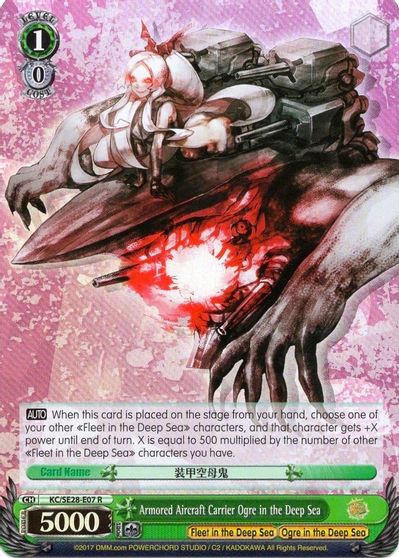 LEVEL
1
0
COST
AUTO When this card is placed on the stage from your hand, choose one of
your other «Fleet in the Deep Sea» characters, and that character gets +X
power until end of turn. X is equal to 500 multiplied by the number of other
«Fleet in the Deep Sea» characters you have.
Card Name 装甲空母鬼
CH KC/SE28-E07 R
Armored Aircraft Carrier Ogre in the Deep Sea
5000
Fleet in the Deep Sea Ogre in the Deep Sea
©2017 DMM.com POWERCHORD STUDIO / C2 / KADOKAWA All Rights Reserved.